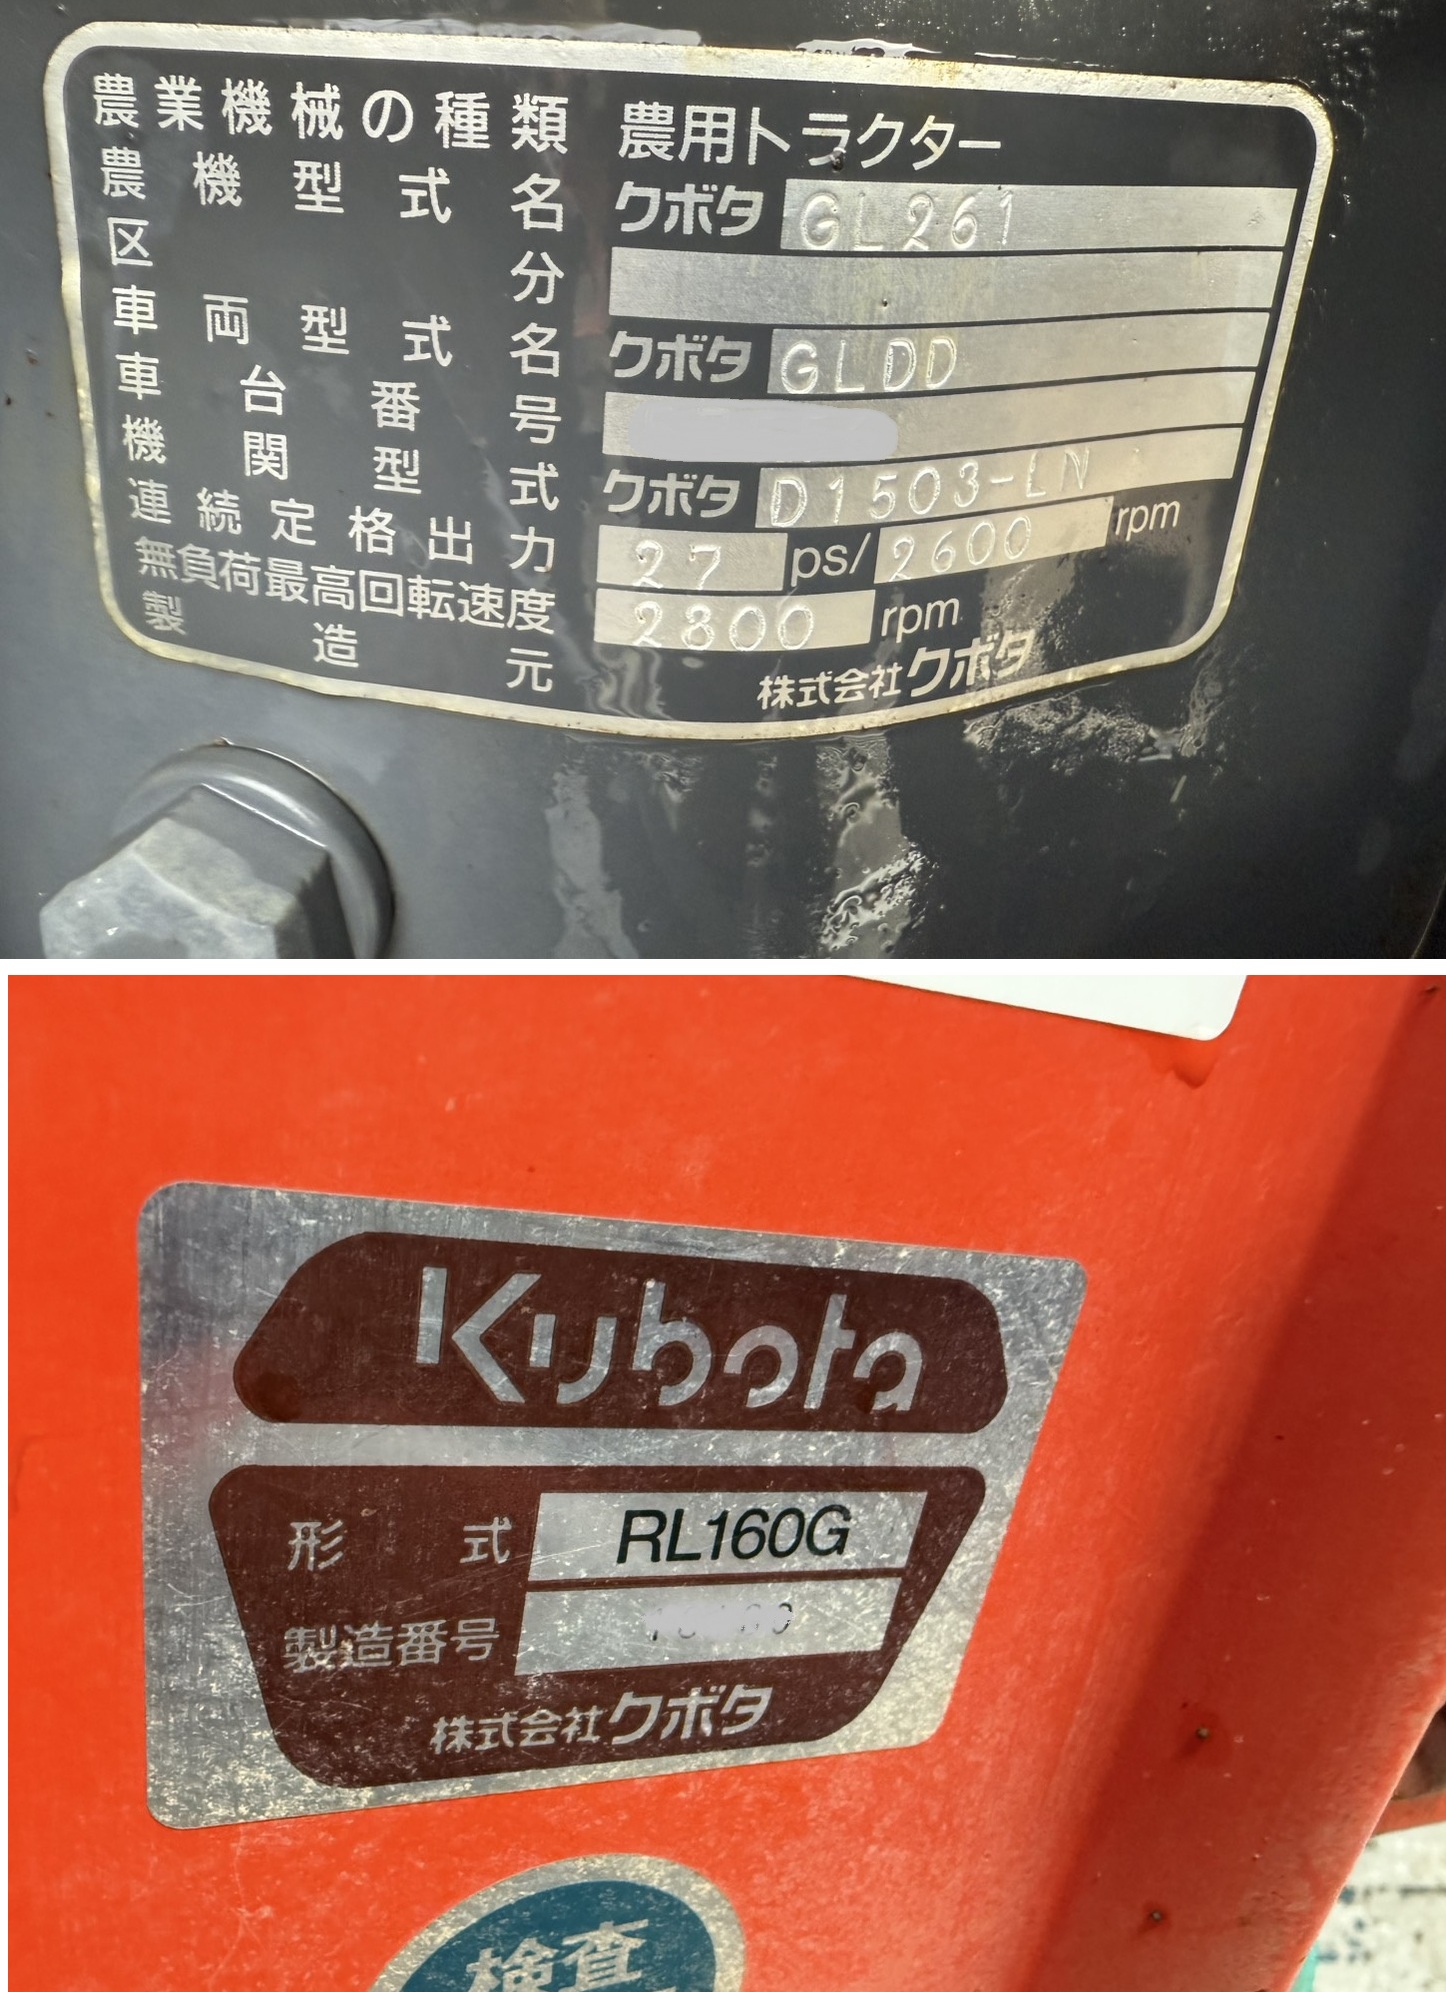 農業機械の種類 農用トラクター
農機型式名 クボタ GL261
区分
車両型式名 クボタ GLDD
車台番号
機関型式 クボタ D1503-LN
連続定格出力 27 ps/2600 rpm
無負荷最高回転速度 2800 rpm
製造元 株式会社クボタ
Kubota
形式 RL160G
製造番号
株式会社クボタ
検査